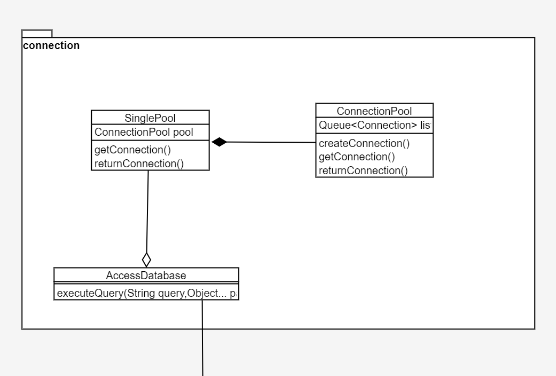 connection
SinglePool
ConnectionPool pool
getConnection()
returnConnection()
ConnectionPool
Queue<Connection> lis
createConnection()
getConnection()
returnConnection()
AccessDatabase
executeQuery(String query,Object... p